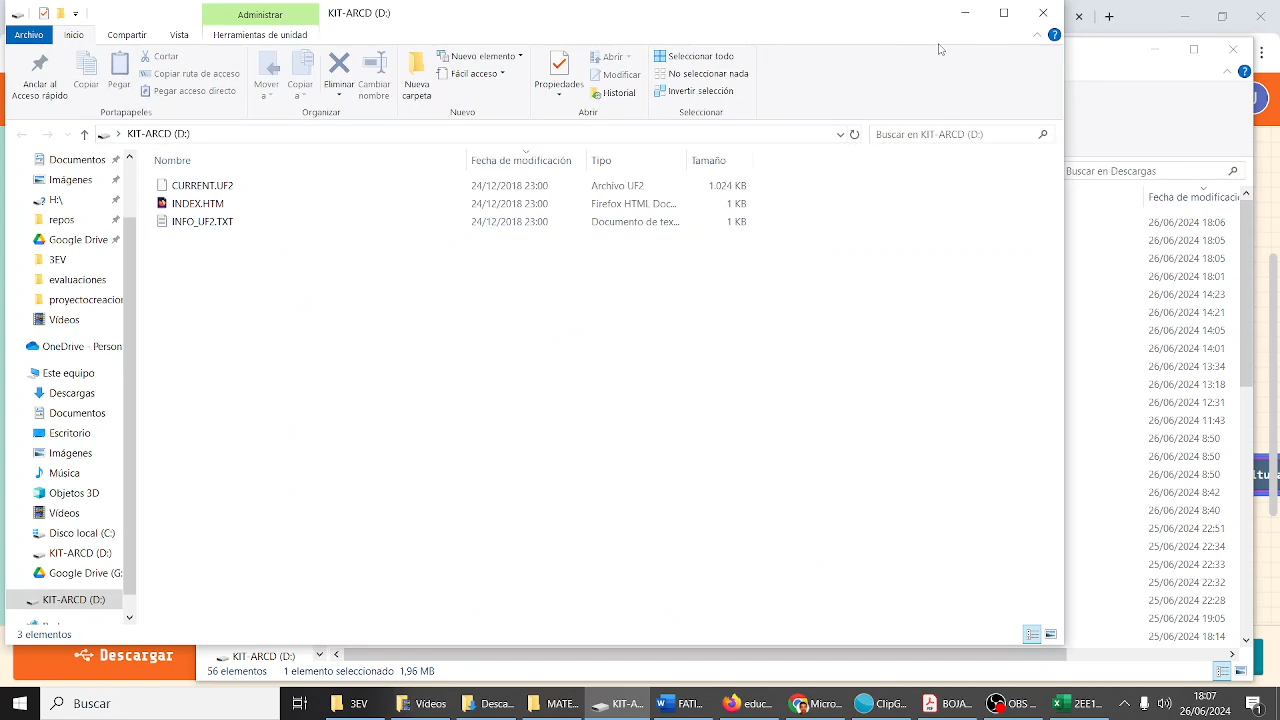 Administrar
KIT-ARCD (D:)
Archivo
Inicio
Compartir
Vista
Herramientas de unidad
Anclar al
Acceso rápido
Copiar
Pegar
Cortar
Copiar ruta de acceso
Pegar acceso directo
Portapapeles
Mover
a
Copiar
a
Eliminar
Cambiar
nombre
Organizar
Nueva
carpeta
Nuevo elemento
Fácil acceso
Nuevo
Propiedades
Abrir
Modificar
Historial
Abrir
Seleccionar todo
No seleccionar nada
Invertir selección
Seleccionar
KIT-ARCD (D:)
Buscar en KIT-ARCD (D:)
Buscar en Descargas
Nombre
Fecha de modificación
Tipo
Tamaño
CURRENT.UF2
24/12/2018 23:00
Archivo UF2
1.024 KB
INDEX.HTM
24/12/2018 23:00
Firefox HTML Doc...
1 KB
INFO_UF2.TXT
24/12/2018 23:00
Documento de tex...
1 KB
Documentos
Imágenes
H:\
repos
Google Drive
3EV
evaluaciones
proyectocreacion
Vídeos
OneDrive - Person
Este equipo
Descargas
Documentos
Escritorio
Imágenes
Música
Objetos 3D
Vídeos
Disco local (C:)
KIT-ARCD (D:)
Google Drive (G:
KIT-ARCD (D:)
3 elementos
Fecha de modificaci
26/06/2024 18:06
26/06/2024 18:05
26/06/2024 18:05
26/06/2024 18:01
26/06/2024 14:23
26/06/2024 14:21
26/06/2024 14:05
26/06/2024 14:01
26/06/2024 13:34
26/06/2024 13:18
26/06/2024 12:31
26/06/2024 11:43
26/06/2024 8:50
26/06/2024 8:50
26/06/2024 8:50
26/06/2024 8:42
26/06/2024 8:40
25/06/2024 22:51
25/06/2024 22:34
25/06/2024 22:33
25/06/2024 22:32
25/06/2024 22:28
25/06/2024 19:05
25/06/2024 18:14
Descargar
KIT-ARCD (D:)
56 elementos
1 elemento seleccionado 1,96 MB
Buscar
REC
Vídeos
Desca...
INTE...
KIT-A...
FATI...
educ...
Micro...
CIPG...
BOJA...
OBS ...
ZEE1...
18:07
26/06/2024